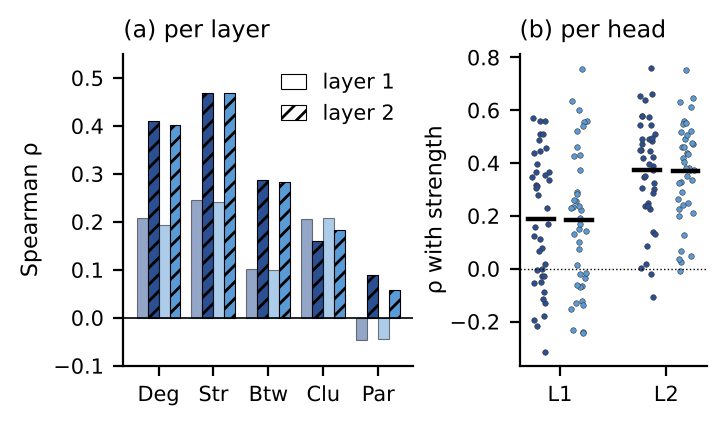 (a) per layer
Spearman ρ
0.5
0.4
0.3
0.2
0.1
0.0
−0.1
layer 1
layer 2
Deg Str Btw Clu Par
(b) per head
ρ with strength
0.8
0.6
0.4
0.2
0.0
−0.2
L1 L2